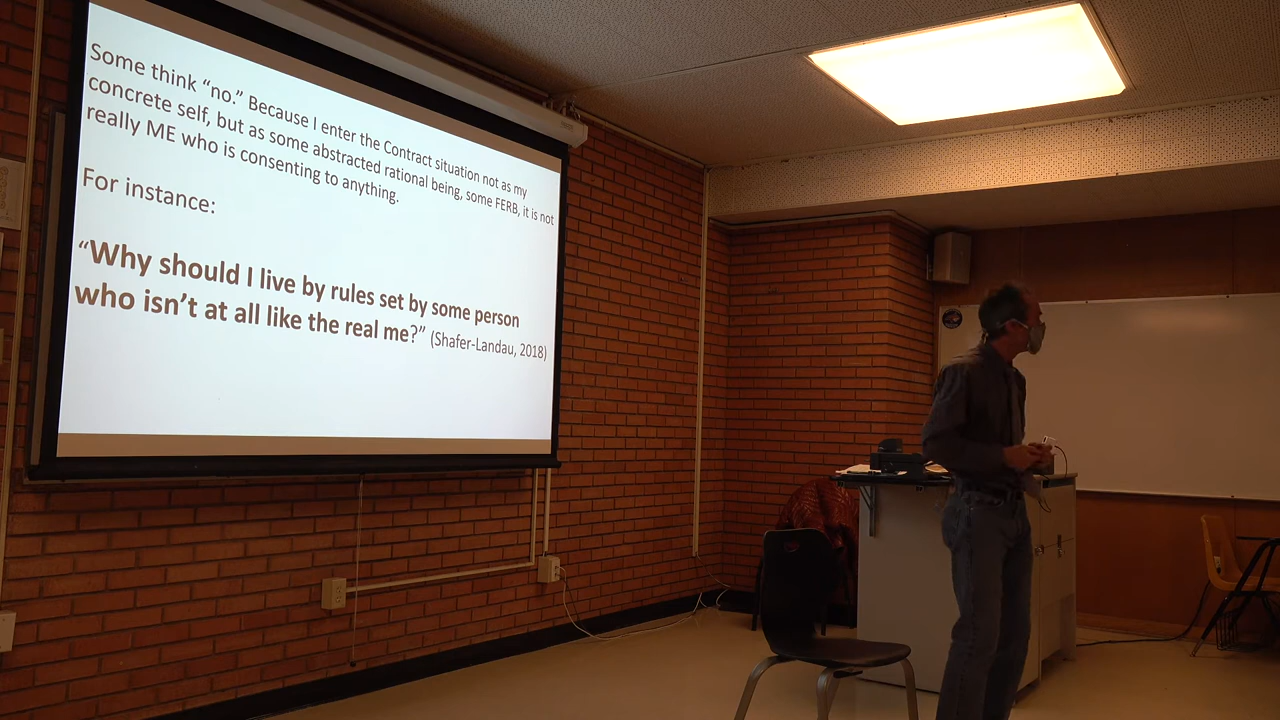 Some think “no.” Because I enter the Contract situation not as my
concrete self, but as some abstracted rational being, some FERB, it is not
really ME who is consenting to anything.
For instance:
“Why should I live by rules set by some person
who isn’t at all like the real me?” (Shafer-Landau, 2018)